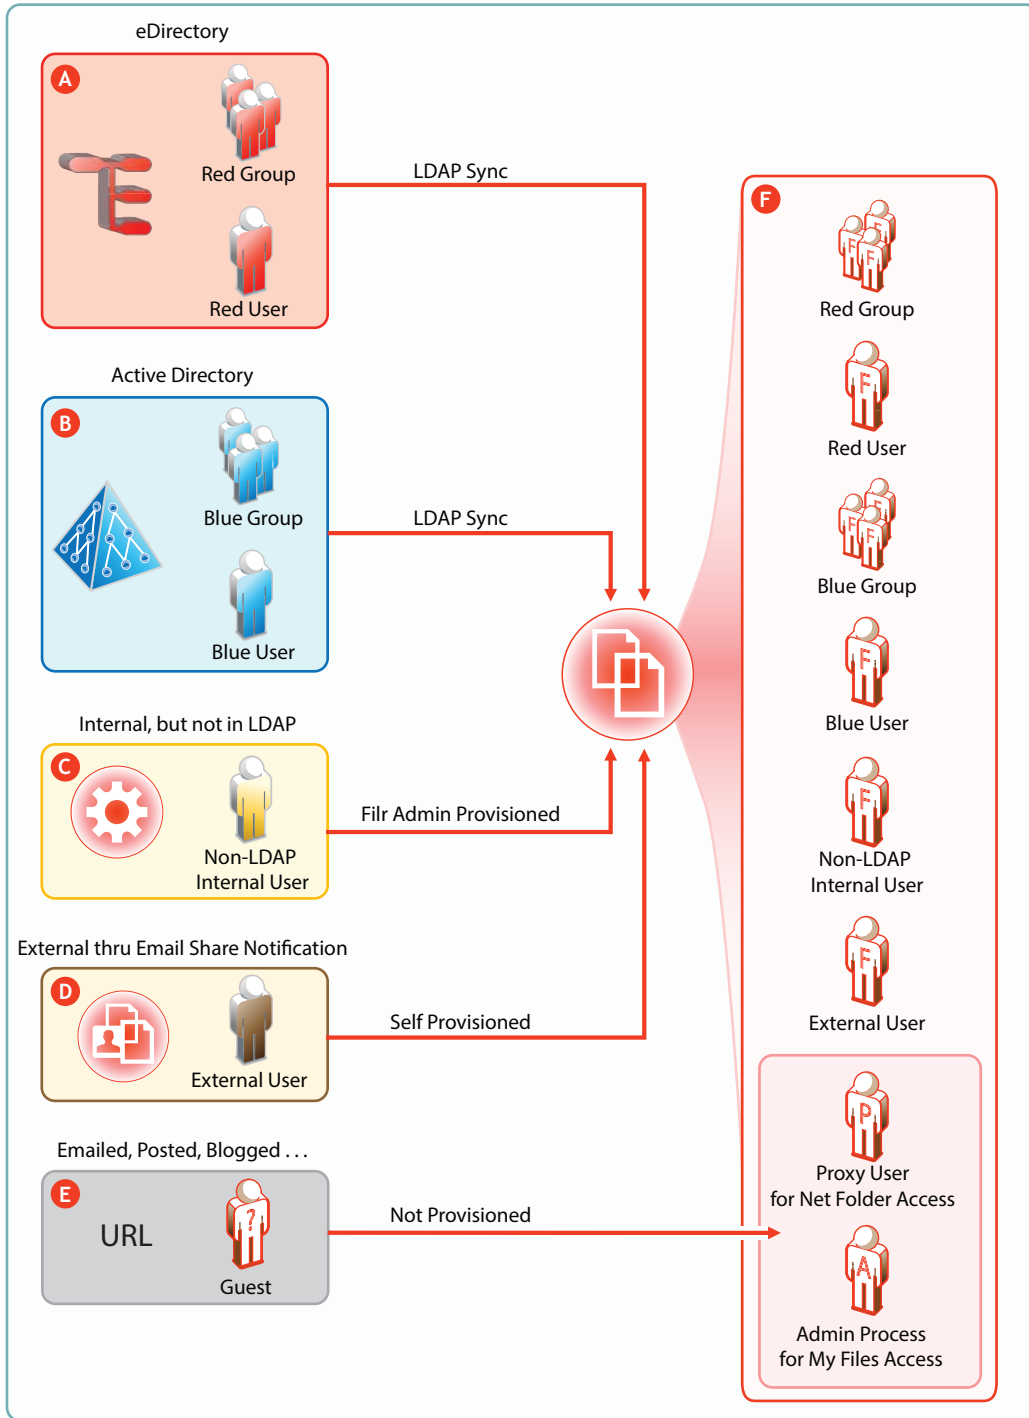 eDirectory
A
Red Group
Red User
LDAP Sync
Active Directory
B
Blue Group
Blue User
LDAP Sync
Internal, but not in LDAP
C
Non-LDAP
Internal User
Filr Admin Provisioned
External thru Email Share Notification
D
External User
Self Provisioned
Emailed, Posted, Blogged . . .
E
URL
?
Guest
Not Provisioned
F
F
F
F
Red Group
F
Red User
F
F
F
Blue Group
F
Blue User
F
Non-LDAP
Internal User
F
External User
P
Proxy User
for Net Folder Access
A
Admin Process
for My Files Access